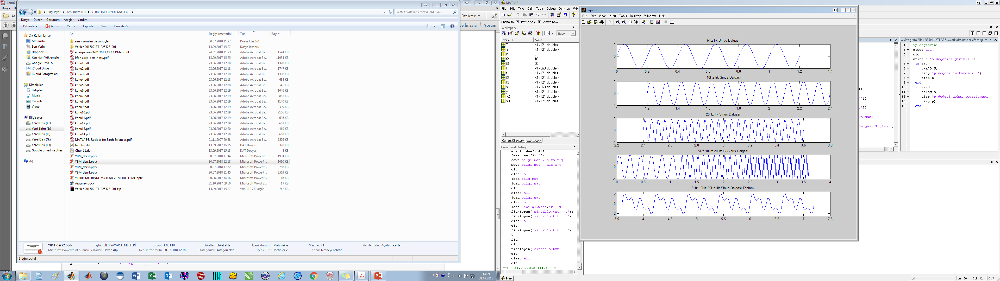 konu7.
Dosya
Bilgisayar ▸ Yeni Birim (E:) ▸ YERBİLİMLERİNDE MATLAB ▸
Ara: YERBİLİMLERİNDE MATLAB
Dosya Düzen Görünüm Araçlar Yardım
Düzenle Aç Yazdır E-posta Yaz Yeni klasör
Aç
Özelleştir
ve İmzala Yorum
Sık Kullanılanlar
Masaüstü
Son Yerler
Dropbox
Karşıdan Yüklemeler
Google DriveFS
iCloud Drive
iCloud Fotoğrafları
Kitaplıklar
Belgeler
Müzik
Resimler
Video
Bilgisayar
Yerel Disk (C:)
Yeni Birim (E:)
Yerel Disk (F:)
Yerel Disk (G:)
Yerel Disk (H:)
Google Drive File Stream
Ağ
Ad Değiştirme tarihi Tür Boyut
sınav soruları ve sonuçları 30.07.2018 11:27 Dosya klasörü
Veriler-20170913T122532Z-001 13.09.2017 15:27 Dosya klasörü
ertanpeksen06.01.2013_11.47.19ders.pdf 24.01.2018 11:23 Adobe Acrobat Be... 1594 KB
irfan akça_ders_notu.pdf 13.09.2017 15:25 Adobe Acrobat Be... 11954 KB
konu1.pdf 23.06.2017 12:18 Adobe Acrobat Be... 1390 KB
konu2.pdf 23.06.2017 12:18 Adobe Acrobat Be... 1747 KB
konu3.pdf 23.06.2017 12:18 Adobe Acrobat Be... 1398 KB
konu4.pdf 23.06.2017 12:18 Adobe Acrobat Be... 684 KB
konu5.pdf 23.06.2017 12:18 Adobe Acrobat Be... 542 KB
konu6.pdf 23.06.2017 12:19 Adobe Acrobat Be... 1046 KB
konu7.pdf 23.06.2017 12:19 Adobe Acrobat Be... 883 KB
konu8.pdf 23.06.2017 12:19 Adobe Acrobat Be... 1140 KB
konu9.pdf 23.06.2017 12:19 Adobe Acrobat Be... 599 KB
konu10.pdf 23.06.2017 12:19 Adobe Acrobat Be... 2106 KB
konu11.pdf 23.06.2017 12:19 Adobe Acrobat Be... 636 KB
konu12.pdf 23.06.2017 12:19 Adobe Acrobat Be... 607 KB
konu13.pdf 23.06.2017 12:20 Adobe Acrobat Be... 460 KB
konu14.pdf 23.06.2017 12:20 Adobe Acrobat Be... 600 KB
MATLAB® Recipes for Earth Sciences.pdf 21.11.2007 20:38 Adobe Acrobat Be... 6576 KB
barutm.dat 13.09.2017 15:15 DAT Dosyası 378 KB
Chur_11.dat 13.09.2017 15:13 DAT Dosyası 4 KB
YBM_ders1.pptx 30.07.2018 11:44 Microsoft PowerP... 1994 KB
YBM_ders2.pptx 30.07.2018 12:18 Microsoft PowerP... 1090 KB
YBM_ders3.pptx 30.07.2018 17:52 Microsoft PowerP... 3288 KB
YBM_ders4.pptx 30.07.2018 11:45 Microsoft PowerP... 2569 KB
YERBİLİMLERİNDE MATLAB VE MODELLEME.pptx 30.06.2017 14:16 Microsoft PowerP... 46 KB
Arasınav.docx 31.10.2017 09:50 Microsoft Word B... 17 KB
Veriler-20170913T122532Z-001.zip 13.09.2017 15:27 WinRAR ZIP arşivi 762 KB
YBM_ders2.pptx Başlık: BİLGİSAYAR TEMELLERİ... Boyut: 1.06 MB Etiketler: Etiket ekle İçerik durumu: Metin ekle Slaytlar: 44 Açıklamalar: Açıklama ekle
Microsoft PowerPoint Sunusu Yazarlar: Hakan Alp Değiştirme tarihi: 30.07.2018 12:18 Kategoriler: Kategori ekle İçerik Türü: Metin ekle Konu: Nesneyi belirtin
1 öğe seçildi
TR
14:29
31.07.2018
MATLAB
File Edit Text Cell Tools Debug Desktop Win
Shortcuts How to Add What's New
Workspace
Base
Name Value
T <1x121 double>
Y <1x121 double>
f1 5
f2 10
f3 20
t <1x363 double>
t1 <1x121 double>
t2 <1x121 double>
t3 <1x121 double>
y <1x363 double>
y1 <1x121 double>
y2 <1x121 double>
y3 <1x121 double>
Current Directory Workspace
Command History
f=exp(-alf*.^2);
f=exp(-alf*x.^2);
save bilgi.mat x alfa f y
save bilgi.mat x alf f y
clc
clear all
load bilg.mat
load bilgi.mat
clc
clear all
load bilgi.mat
clear all
load ('bilgi.mat','x','y')
fid=fopen('sintablo.txt','r');
fid=fopen('sintablo.txt','r')
clear all
clc
fid=fopen('sintablo.txt','r')
7
fid
clc
fid=fopen('sintablo.txt')
clc
clear all
clc
%-- 31.07.2018 11:05 --%
Start
Figure 1
File Edit View Insert Tools Desktop Window Help
5Hz lik Sinus Dalgasi
1
0
-1
0 0.2 0.4 0.6 0.8 1 1.2 1.4
10Hz lik Sinus Dalgasi
1
0
-1
1 1.2 1.4 1.6 1.8 2 2.2 2.4
20Hz lik Sinus Dalgasi
1
0
-1
2.2 2.4 2.6 2.8 3 3.2 3.4 3.6 3.8
5Hz 10Hz 20Hz lik Sinus Dalgasi
1
0
-1
0 0.5 1 1.5 2 2.5 3 3.5 4
5Hz 10Hz 20Hz lik Sinus Dalgasi Toplami
2
0
-2
3.5 4 4.5 5 5.5 6 6.5 7 7.5
])
i'])
i'])
Dalgasi'])
Dalgasi Toplami']
C:\Program Files (x86)\MATLAB71\work\davuthoca\ifornegi.m
1 %p değişkeni
2 - clear all
3 - clc
4 - a=input('a değerini giriniz');
5 - if a>0
6 - p=a^0.5;
7 - disp('p değerinin karekökü ')
8 - disp(p)
9 - end
10 - if a<=0
11 - p=log(a);
12 - disp('p değeri doğal logaritması')
13 - disp(p)
14 - end
script Ln 26 Col 12 OVR